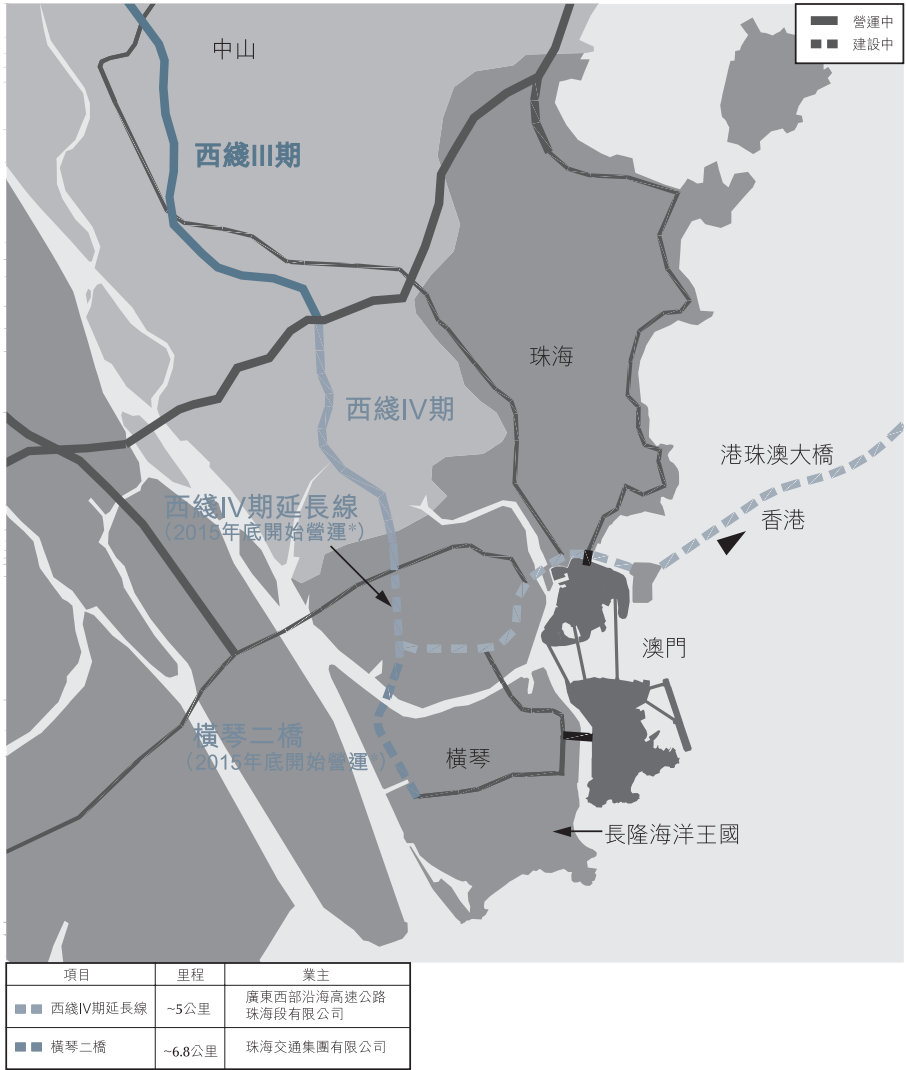 營運中
建設中
中山
西綫III期
珠海
西綫IV期
港珠澳大橋
香港
西綫IV期延長線
(2015年底開始營運*)
澳門
橫琴二橋
(2015年底開始營運*)
橫琴
長隆海洋王國
項目 里程 業主
西綫IV期延長線 ~5公里 廣東西部沿海高速公路
珠海段有限公司
橫琴二橋 ~6.8公里 珠海交通集團有限公司